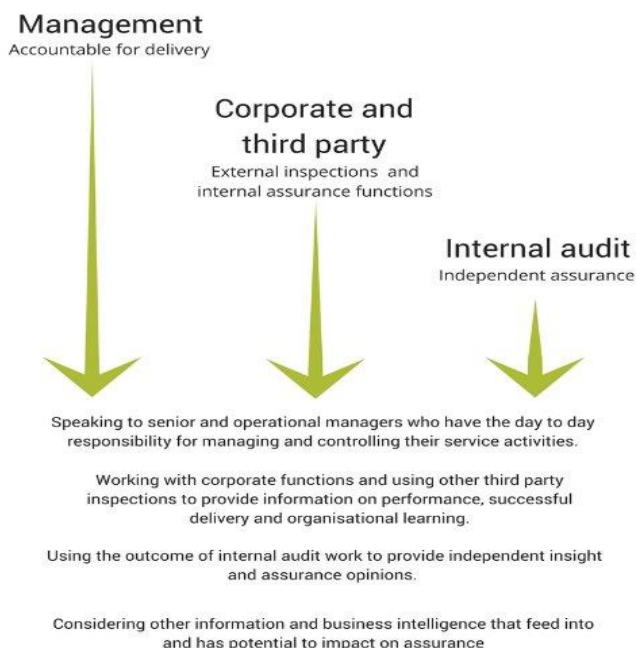 Management
Accountable for delivery
Corporate and
third party
External inspections and
internal assurance functions
Internal audit
Independent assurance
Speaking to senior and operational managers who have the day to day
responsibility for managing and controlling their service activities.
Working with corporate functions and using other third party
inspections to provide information on performance, successful
delivery and organisational learning.
Using the outcome of internal audit work to provide independent insight
and assurance opinions.
Considering other information and business intelligence that feed into
and has potential to impact on assurance